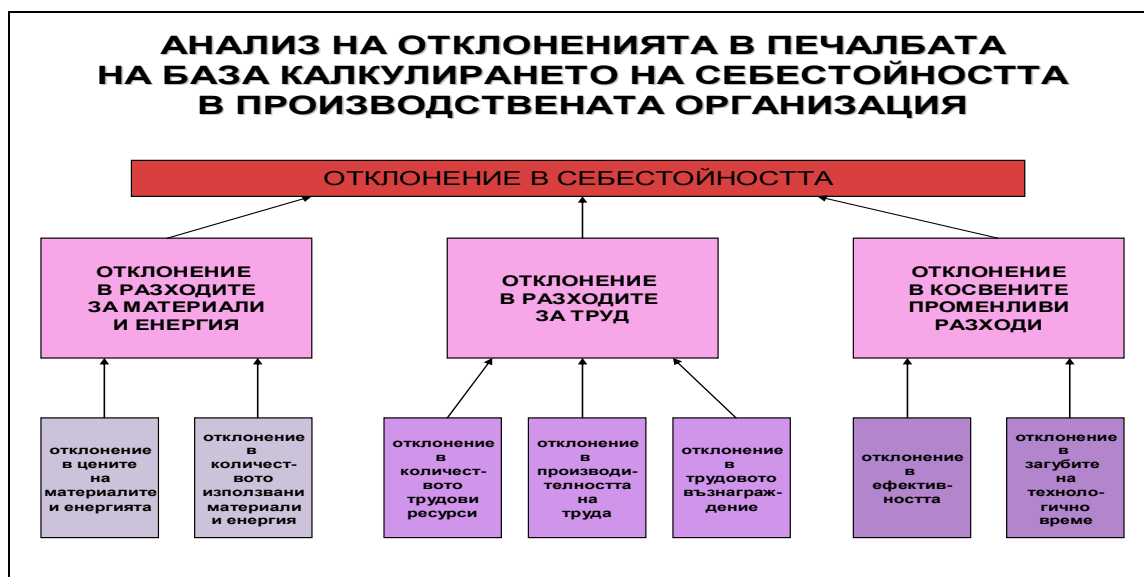 АНАЛИЗ НА ОТКЛОНЕНИЯТА В ПЕЧАЛБАТА
НА БАЗА КАЛКУЛИРАНЕТО НА СЕБЕСТОЙНОСТТА
В ПРОИЗВОДСТВЕНАТА ОРГАНИЗАЦИЯ
ОТКЛОНЕНИЕ В СЕБЕСТОЙНОСТТА
ОТКЛОНЕНИЕ
В РАЗХОДИТЕ
ЗА МАТЕРИАЛИ
И ЕНЕРГИЯ
ОТКЛОНЕНИЕ
В РАЗХОДИТЕ
ЗА ТРУД
ОТКЛОНЕНИЕ
В КОСВЕНИТЕ
ПРОМЕНЛИВИ
РАЗХОДИ
отклонение
в цените
на
материалите
и енергията
отклонение
в
количест-
вото
използвани
материали
и енергия
отклонение
в
количест-
вото
трудови
ресурси
отклонение
в
производи-
телността
на
труда
отклонение
в
трудовото
възнаграж-
дение
отклонение
в
ефектив-
ността
отклонение
в
загубите
на
техноло-
гично
време